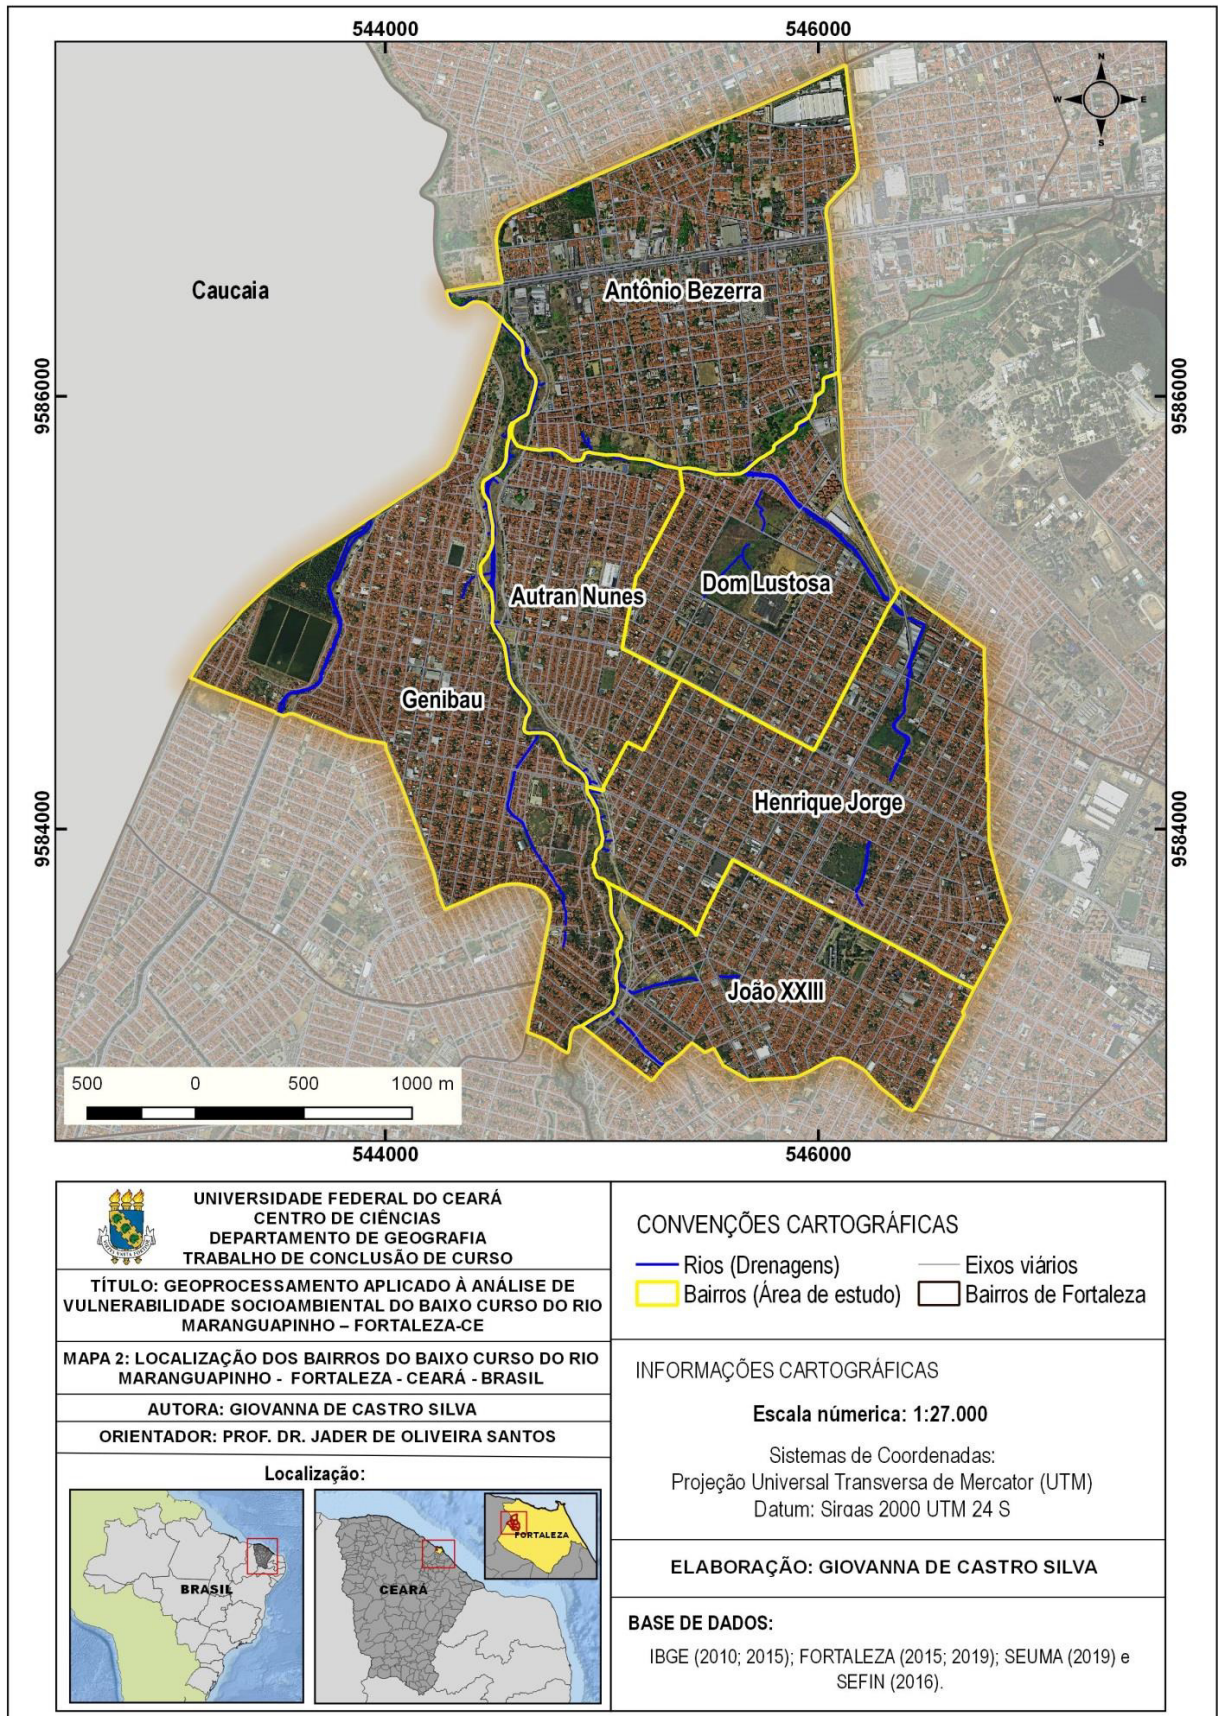 544000
546000
N
W
E
S
Caucaia
Antônio Bezerra
9586000
9586000
Dom Lustosa
Autran Nunes
Genibau
Henrique Jorge
9584000
9584000
João XXIII
500 0 500 1000 m
544000
546000
UNIVERSIDADE FEDERAL DO CEARÁ
CENTRO DE CIÊNCIAS
DEPARTAMENTO DE GEOGRAFIA
TRABALHO DE CONCLUSÃO DE CURSO
TÍTULO: GEOPROCESSAMENTO APLICADO À ANÁLISE DE
VULNERABILIDADE SOCIOAMBIENTAL DO BAIXO CURSO DO RIO
MARANGUAPINHO – FORTALEZA-CE
MAPA 2: LOCALIZAÇÃO DOS BAIRROS DO BAIXO CURSO DO RIO
MARANGUAPINHO - FORTALEZA - CEARÁ - BRASIL
AUTORA: GIOVANNA DE CASTRO SILVA
ORIENTADOR: PROF. DR. JADER DE OLIVEIRA SANTOS
Localização:
BRASIL
CEARÁ
FORTALEZA
CONVENÇÕES CARTOGRÁFICAS
Rios (Drenagens)
Eixos viários
Bairros (Área de estudo)
Bairros de Fortaleza
INFORMAÇÕES CARTOGRÁFICAS
Escala númerica: 1:27.000
Sistemas de Coordenadas:
Projeção Universal Transversa de Mercator (UTM)
Datum: Sirgas 2000 UTM 24 S
ELABORAÇÃO: GIOVANNA DE CASTRO SILVA
BASE DE DADOS:
IBGE (2010; 2015); FORTALEZA (2015; 2019); SEUMA (2019) e
SEFIN (2016).